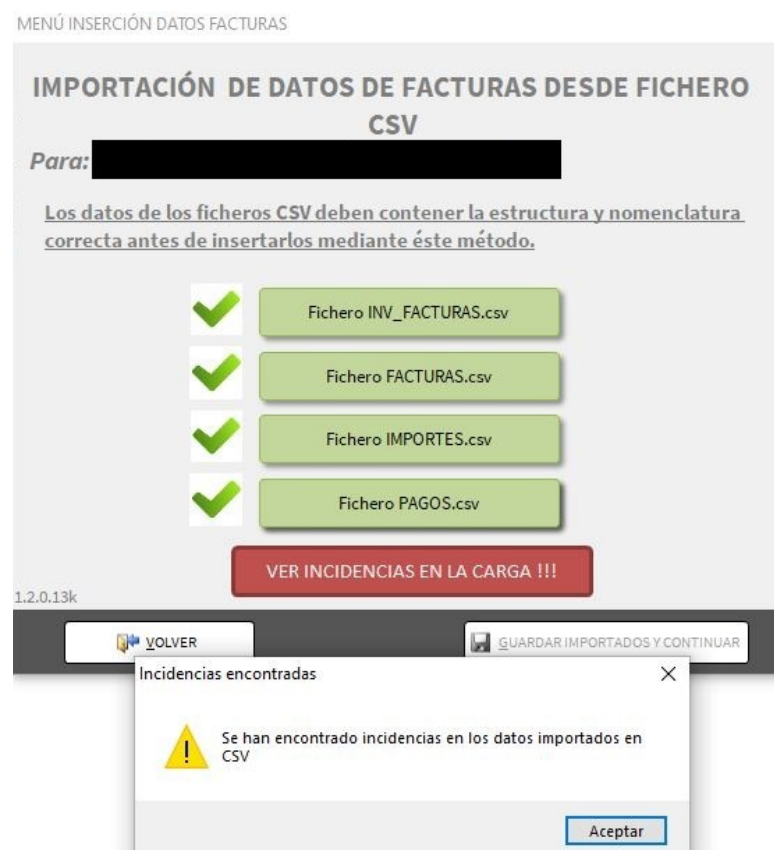 MENÚ INSERCIÓN DATOS FACTURAS
IMPORTACIÓN DE DATOS DE FACTURAS DESDE FICHERO
CSV
Para:
Los datos de los ficheros CSV deben contener la estructura y nomenclatura
correcta antes de insertarlos mediante éste método.
Fichero INV_FACTURAS.csv
Fichero FACTURAS.csv
Fichero IMPORTES.csv
Fichero PAGOS.csv
VER INCIDENCIAS EN LA CARGA !!!
1.2.0.13k
VOLVER
GUARDAR IMPORTADOS Y CONTINUAR
Incidencias encontradas
Se han encontrado incidencias en los datos importados en
CSV
Aceptar